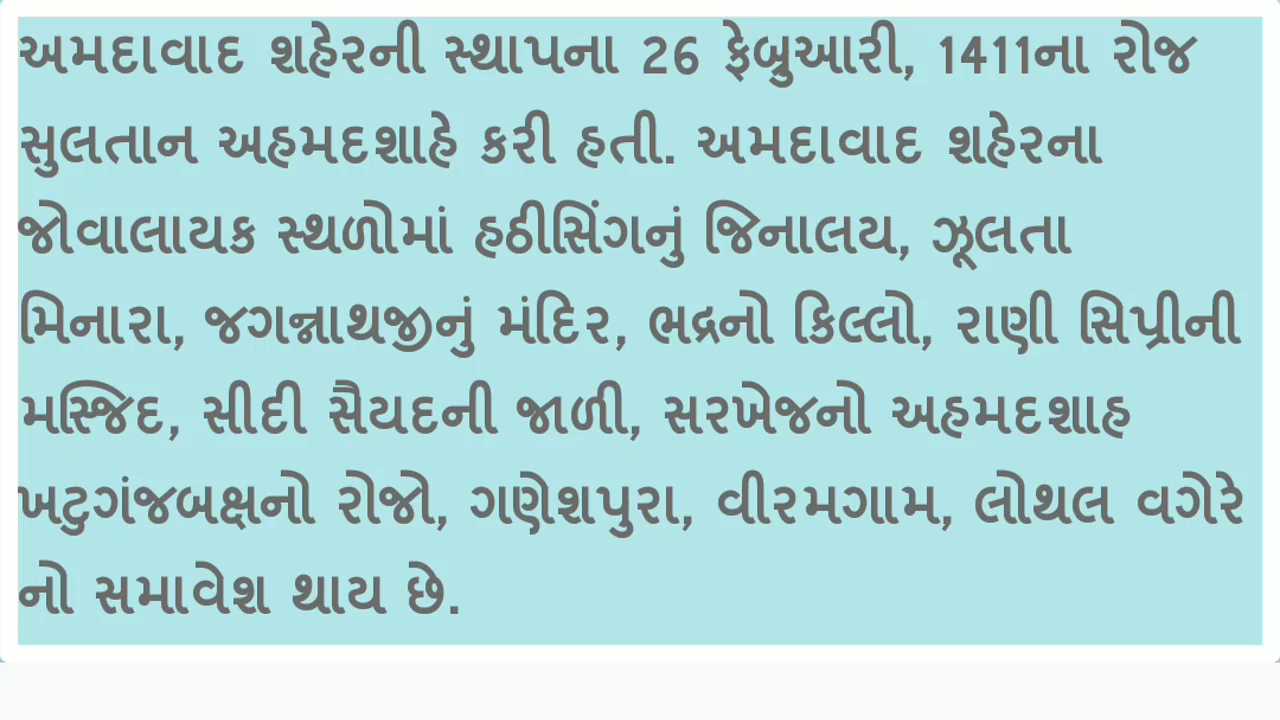 અમદાવાદ શહેરની સ્થાપના 26 ફેબ્રુઆરી, 1411ના રોજ
સુલતાન અહમદશાહે કરી હતી. અમદાવાદ શહેરના
જોવાલાયક સ્થળોમાં હઠીસિંગનું જિનાલય, ઝૂલતા
મિનારા, જગન્નાથજીનું મંદિર, ભદ્રનો કિલ્લો, રાણી સિપ્રીની
મસ્જિદ, સીદી સૈયદની જાળી, સરખેજનો અહમદશાહ
ખટુગંજબક્ષનો રોજો, ગણેશપુરા, વીરમગામ, લોથલ વગેરે
નો સમાવેશ થાય છે.